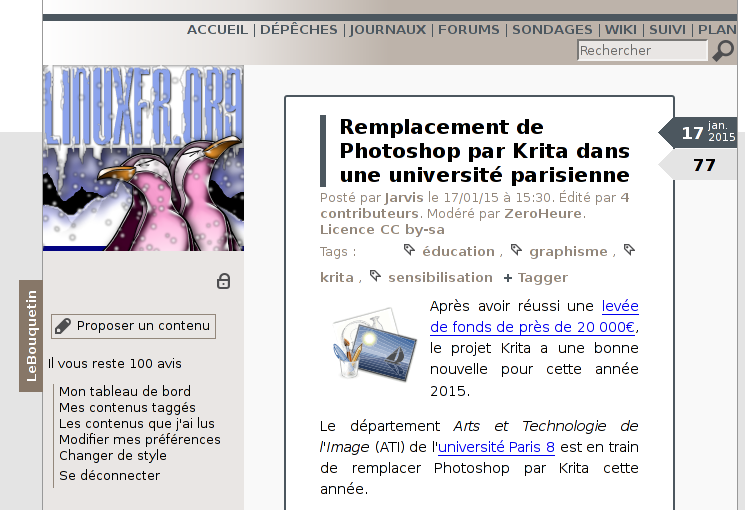 ACCUEIL | DÉPÊCHES | JOURNAUX | FORUMS | SONDAGES | WIKI | SUIVI | PLAN
Rechercher
LINUXFR.ORG
LeBouquetin
Proposer un contenu
Il vous reste 100 avis
Mon tableau de bord
Mes contenus taggés
Les contenus que j'ai lus
Modifier mes préférences
Changer de style
Se déconnecter
Remplacement de
Photoshop par Krita dans
une université parisienne
17 jan. 2015
77
Posté par Jarvis le 17/01/15 à 15:30. Édité par 4
contributeurs. Modéré par ZeroHeure.
Licence CC by-sa
Tags : éducation , graphisme ,
krita , sensibilisation + Tagger
Après avoir réussi une levée
de fonds de près de 20 000€,
le projet Krita a une bonne
nouvelle pour cette année
2015.
Le département Arts et Technologie de
l'Image (ATI) de l'université Paris 8 est en train
de remplacer Photoshop par Krita cette
année.